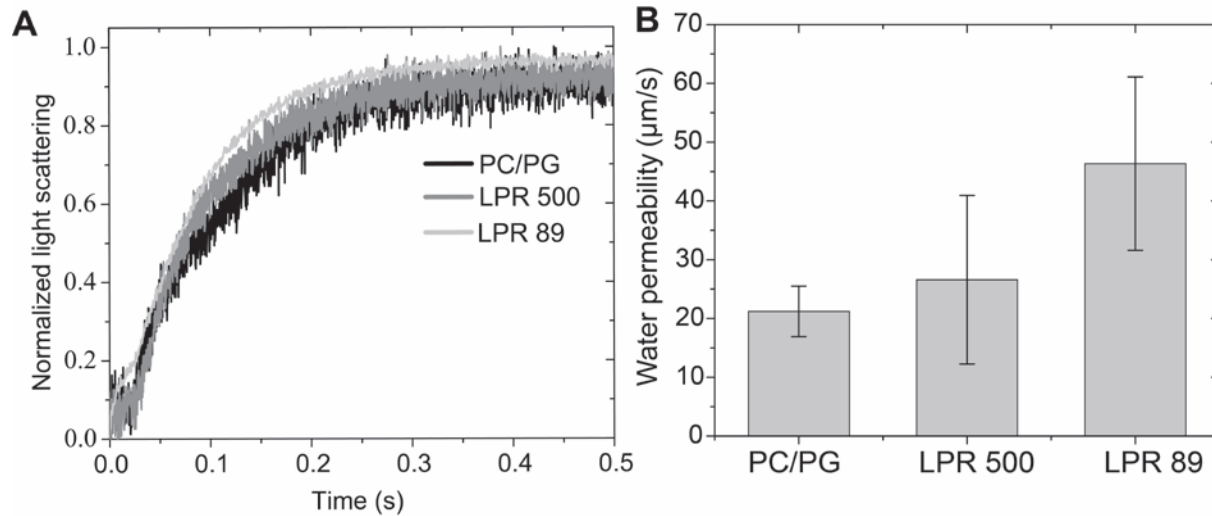 A
Normalized light scattering
1.0
0.8
0.6
0.4
0.2
0.0
PC/PG
LPR 500
LPR 89
0.0 0.1 0.2 0.3 0.4 0.5
Time (s)
B
Water permeability (µm/s)
70
60
50
40
30
20
10
0
PC/PG LPR 500 LPR 89